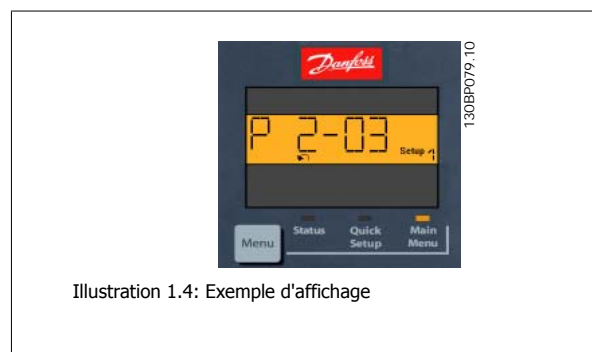 Danfoss
130BP079.10
P 2-03
Setup 1
Menu
Status
Quick
Setup
Main
Menu
Illustration 1.4: Exemple d'affichage